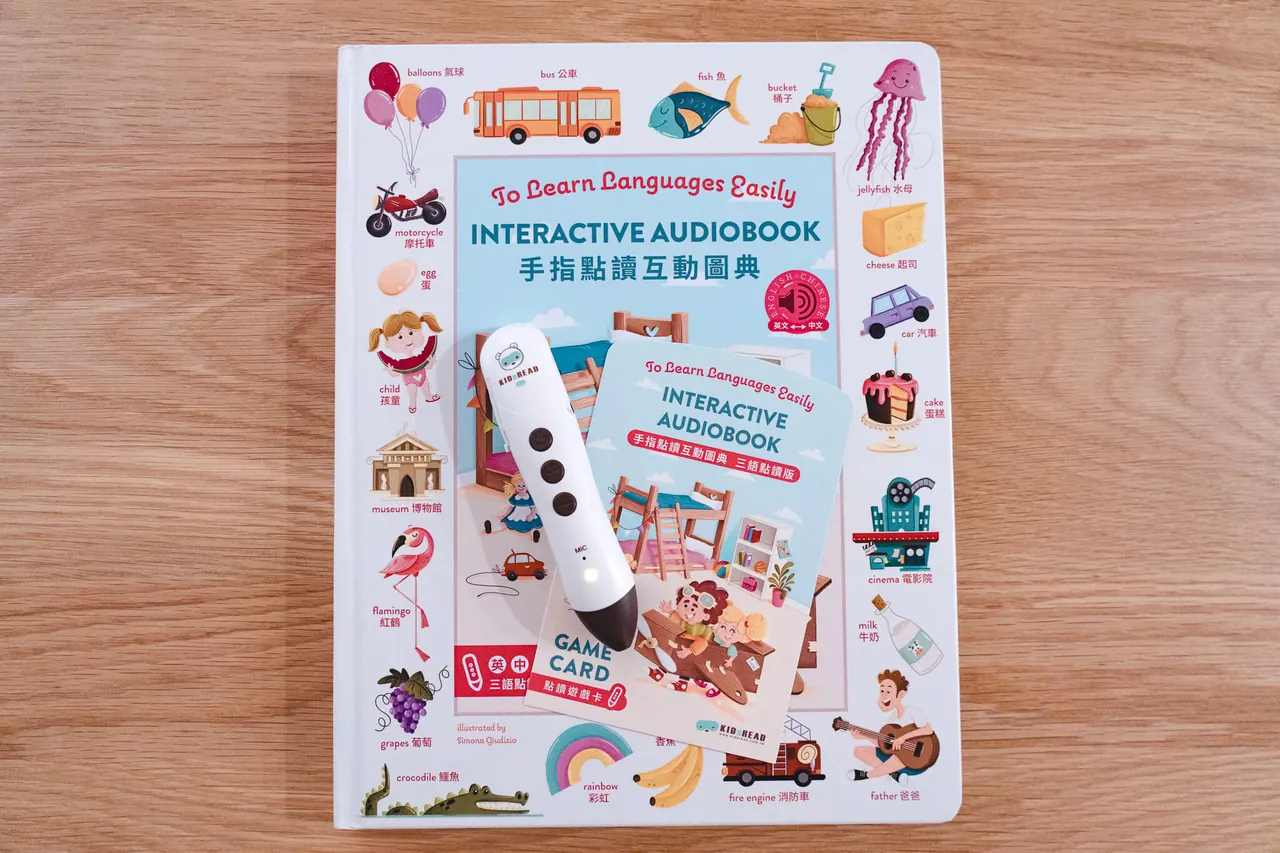 balloons 氣球
bus 公車
fish 魚
bucket
桶子
jellyfish 水母
To Learn Languages Easily
INTERACTIVE AUDIOBOOK
手指點讀互動圖典
ENGLISH-CHINESE
英文 ↔ 中文
motorcycle
摩托車
cheese 起司
egg
蛋
car 汽車
child
孩童
cake
蛋糕
museum 博物館
cinema 電影院
flamingo
紅鶴
milk
牛奶
grapes 葡萄
father 爸爸
crocodile 鱷魚
rainbow
彩虹
香蕉
fire engine 消防車
英 中
三語點
illustrated by
Simona Giudizia
KIDsREAD
MIC
To Learn Languages Easily
INTERACTIVE
AUDIOBOOK
手指點讀互動圖典 三語點讀版
GAME
CARD
點讀遊戲卡
KIDsREAD